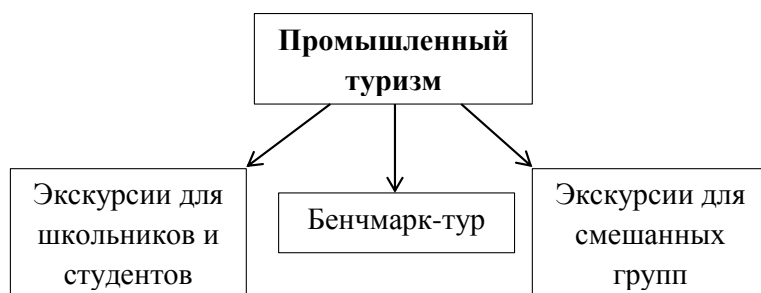 Промышленный
туризм
Экскурсии для
школьников и
студентов
Бенчмарк-тур
Экскурсии для
смешанных
групп